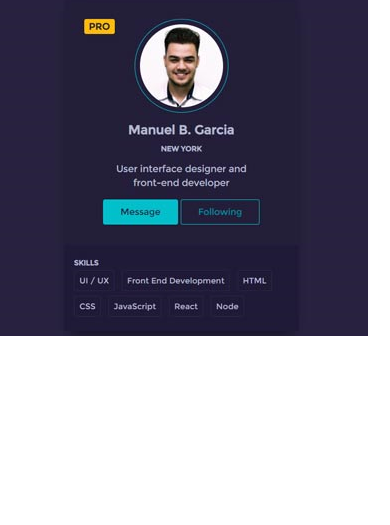 PRO
Manuel B. Garcia
NEW YORK
User interface designer and
front-end developer
Message
Following
SKILLS
UI / UX
Front End Development
HTML
CSS
JavaScript
React
Node